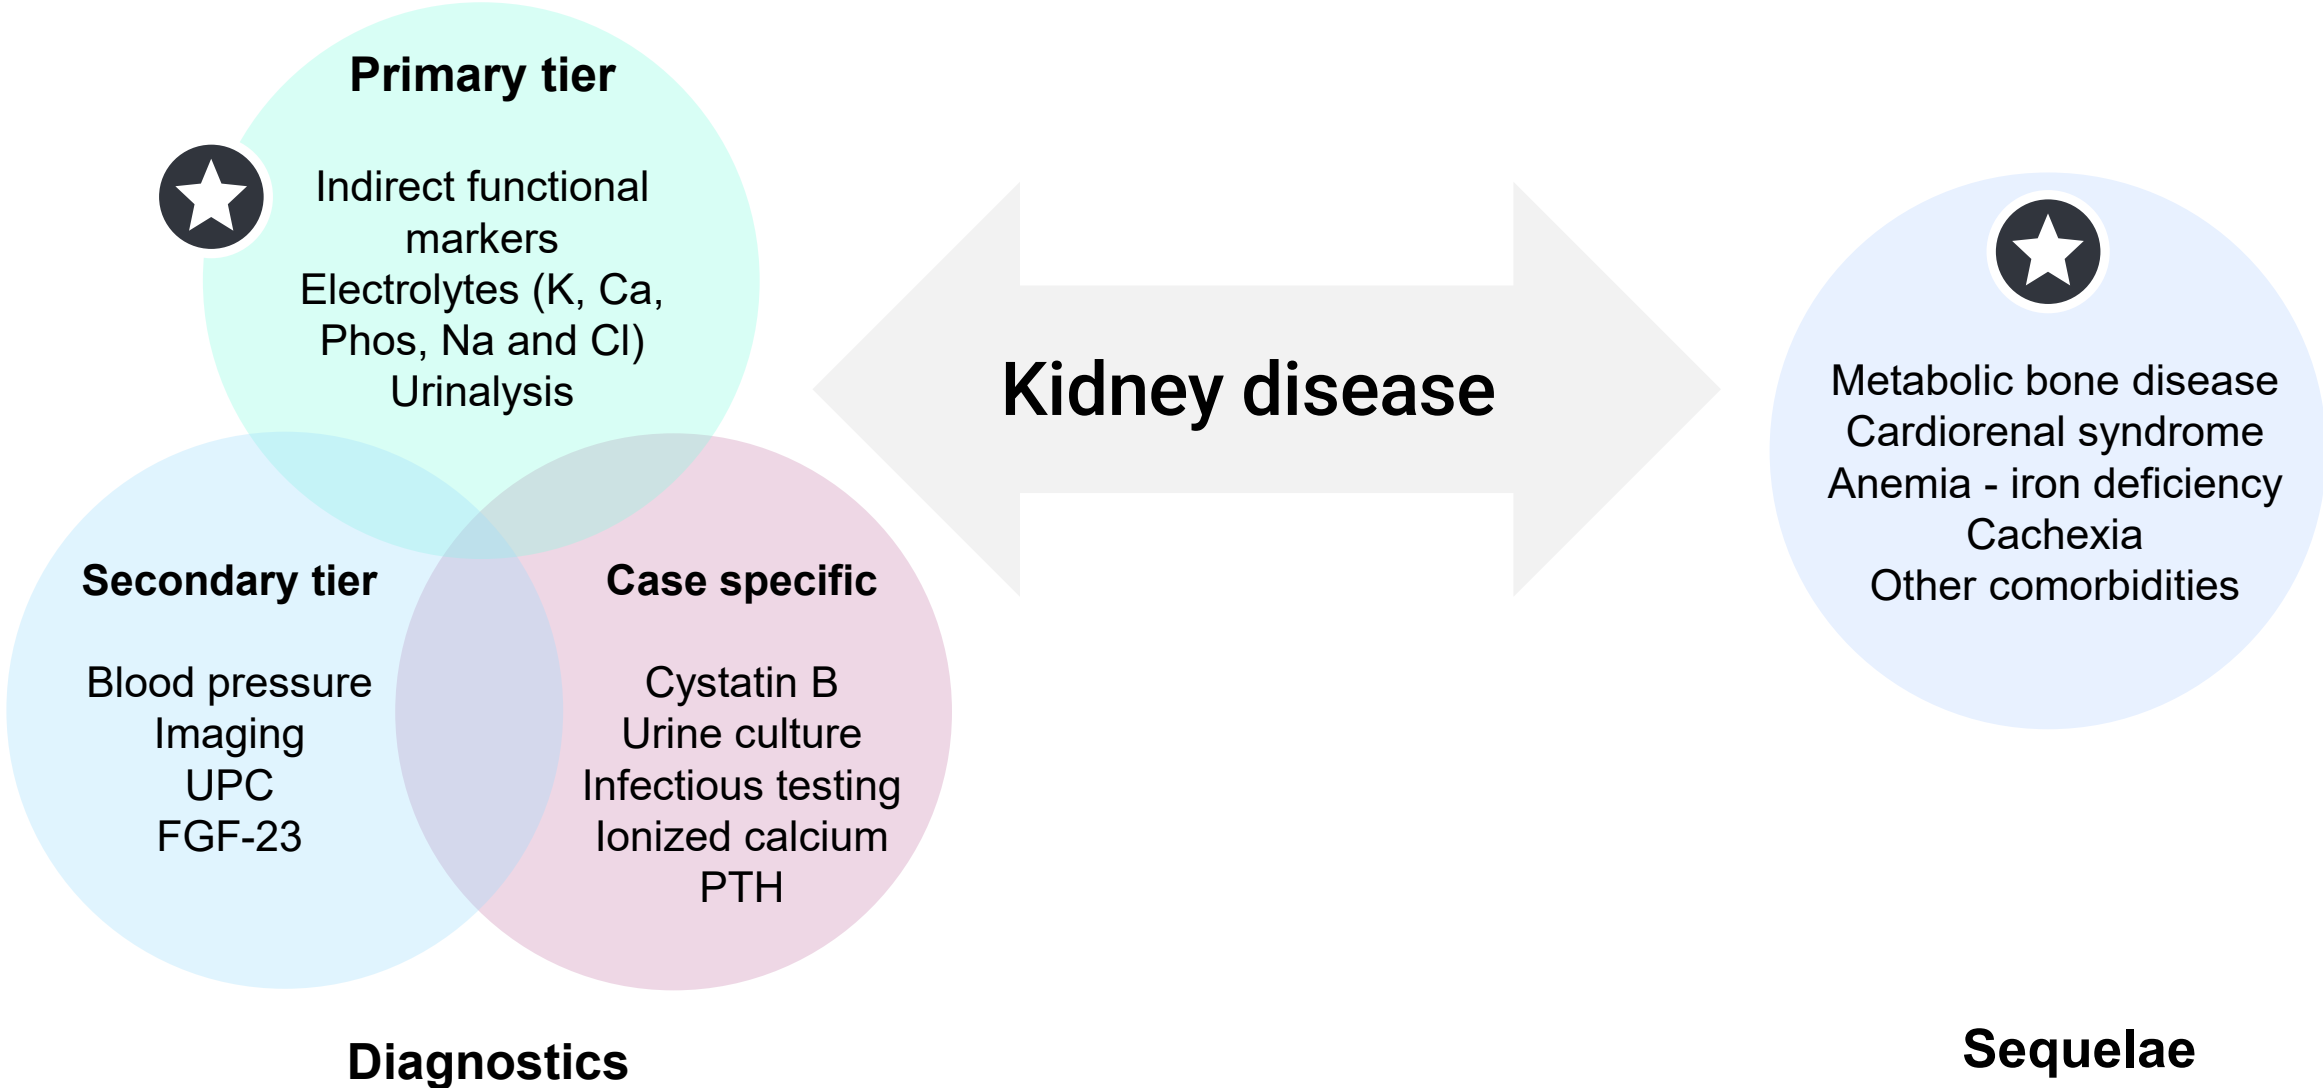 Primary tier
Indirect functional
markers
Electrolytes (K, Ca,
Phos, Na and Cl)
Urinalysis
Secondary tier
Blood pressure
Imaging
UPC
FGF-23
Case specific
Cystatin B
Urine culture
Infectious testing
Ionized calcium
PTH
Diagnostics
Kidney disease
Metabolic bone disease
Cardiorenal syndrome
Anemia - iron deficiency
Cachexia
Other comorbidities
Sequelae